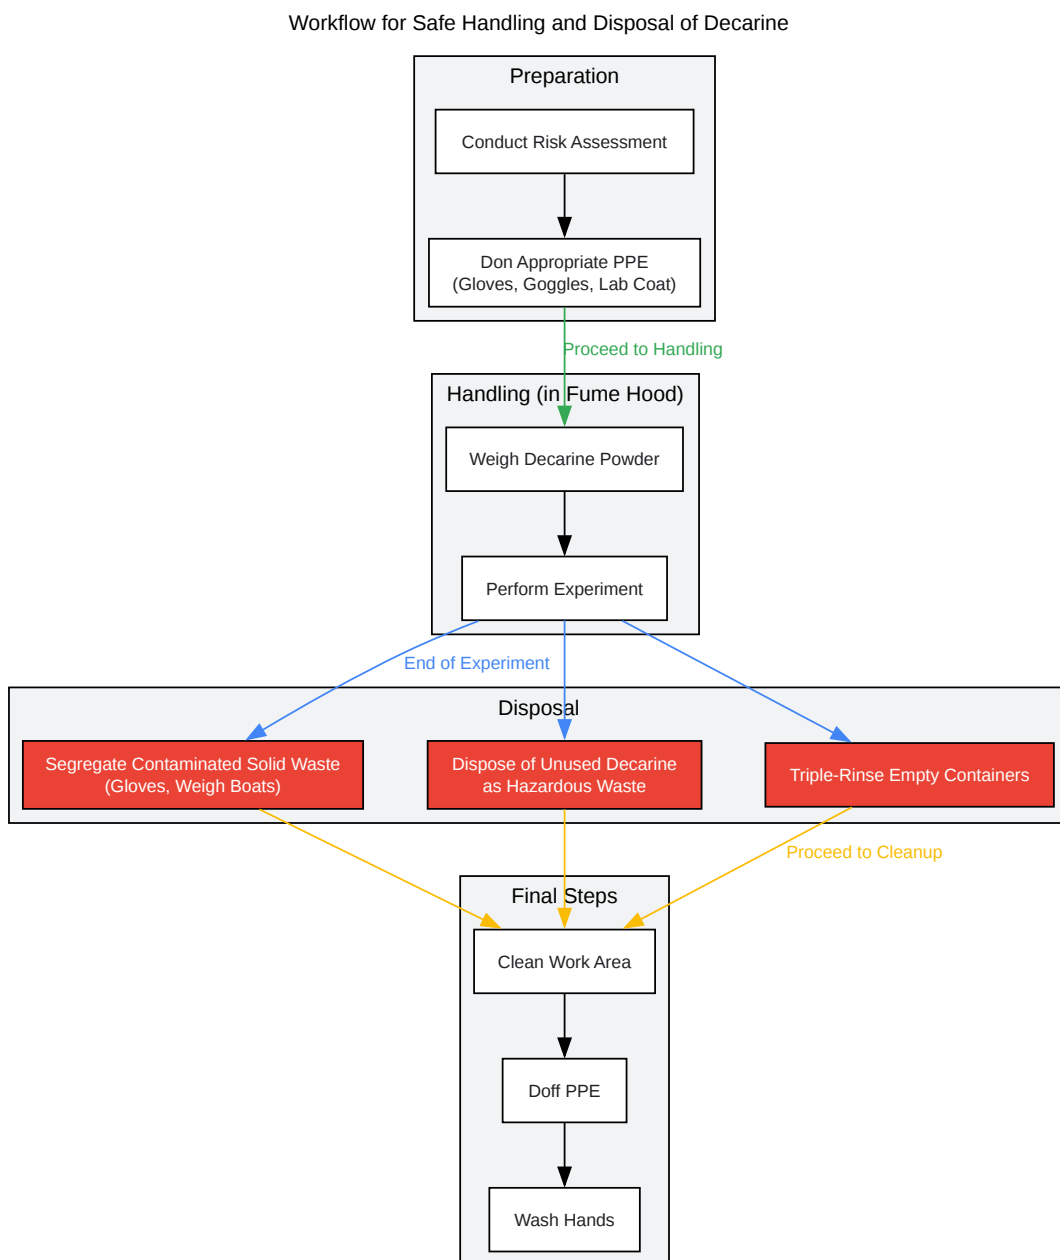 Workflow for Safe Handling and Disposal of Decarine
Preparation
Conduct Risk Assessment
Don Appropriate PPE
(Gloves, Goggles, Lab Coat)
Proceed to Handling
Handling (in Fume Hood)
Weigh Decarine Powder
Perform Experiment
End of Experiment
Disposal
Segregate Contaminated Solid Waste
(Gloves, Weigh Boats)
Dispose of Unused Decarine
as Hazardous Waste
Triple-Rinse Empty Containers
Proceed to Cleanup
Final Steps
Clean Work Area
Doff PPE
Wash Hands